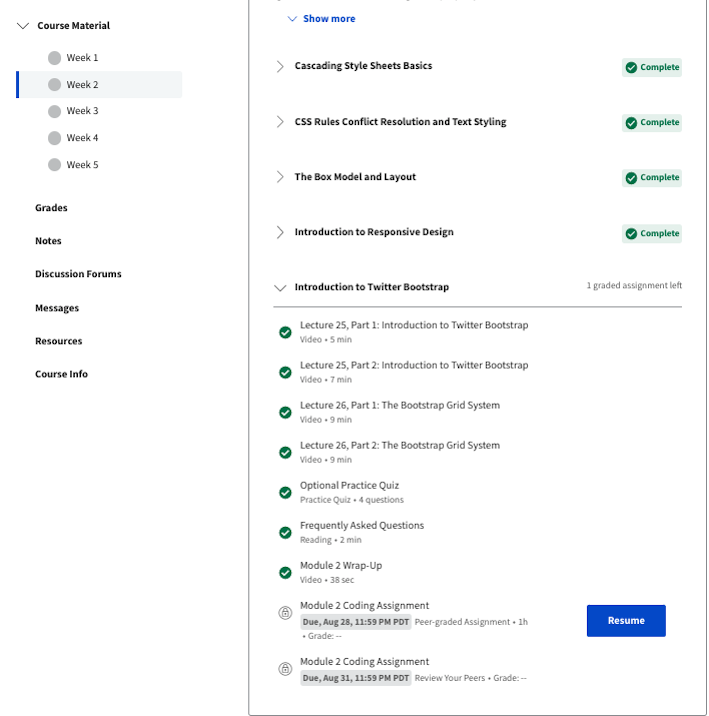 Course Material
Week 1
Week 2
Week 3
Week 4
Week 5
Grades
Notes
Discussion Forums
Messages
Resources
Course Info
Show more
Cascading Style Sheets Basics
Complete
CSS Rules Conflict Resolution and Text Styling
Complete
The Box Model and Layout
Complete
Introduction to Responsive Design
Complete
Introduction to Twitter Bootstrap
1 graded assignment left
Lecture 25, Part 1: Introduction to Twitter Bootstrap
Video • 5 min
Lecture 25, Part 2: Introduction to Twitter Bootstrap
Video • 7 min
Lecture 26, Part 1: The Bootstrap Grid System
Video • 9 min
Lecture 26, Part 2: The Bootstrap Grid System
Video • 9 min
Optional Practice Quiz
Practice Quiz • 4 questions
Frequently Asked Questions
Reading • 2 min
Module 2 Wrap-Up
Video • 38 sec
Module 2 Coding Assignment
Due, Aug 28, 11:59 PM PDT Peer-graded Assignment • 1h
• Grade: --
Resume
Module 2 Coding Assignment
Due, Aug 31, 11:59 PM PDT Review Your Peers • Grade: --